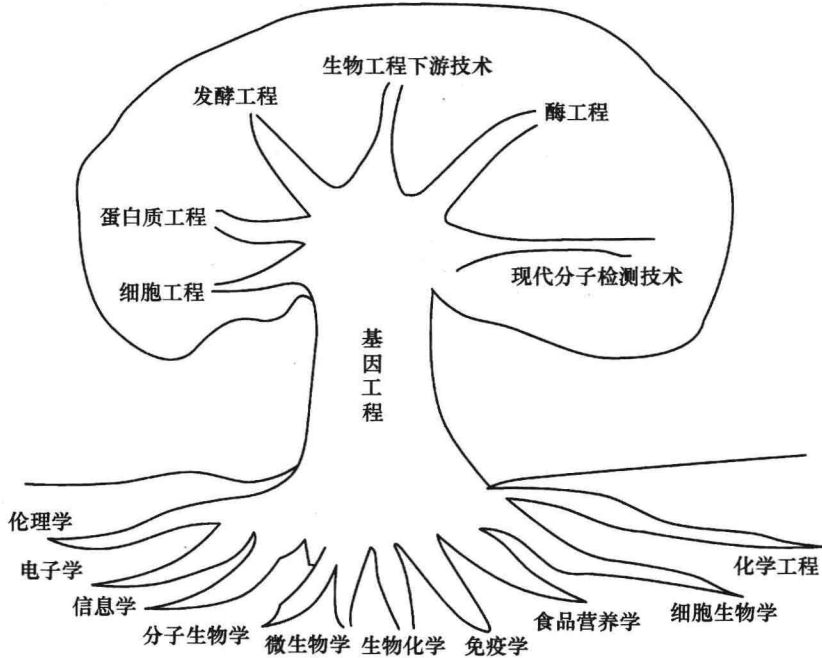 生物工程下游技术
发酵工程
酶工程
蛋白质工程
现代分子检测技术
细胞工程
基因工程
伦理学
电子学
信息学
分子生物学
微生物学
生物化学
免疫学
食品营养学
细胞生物学
化学工程